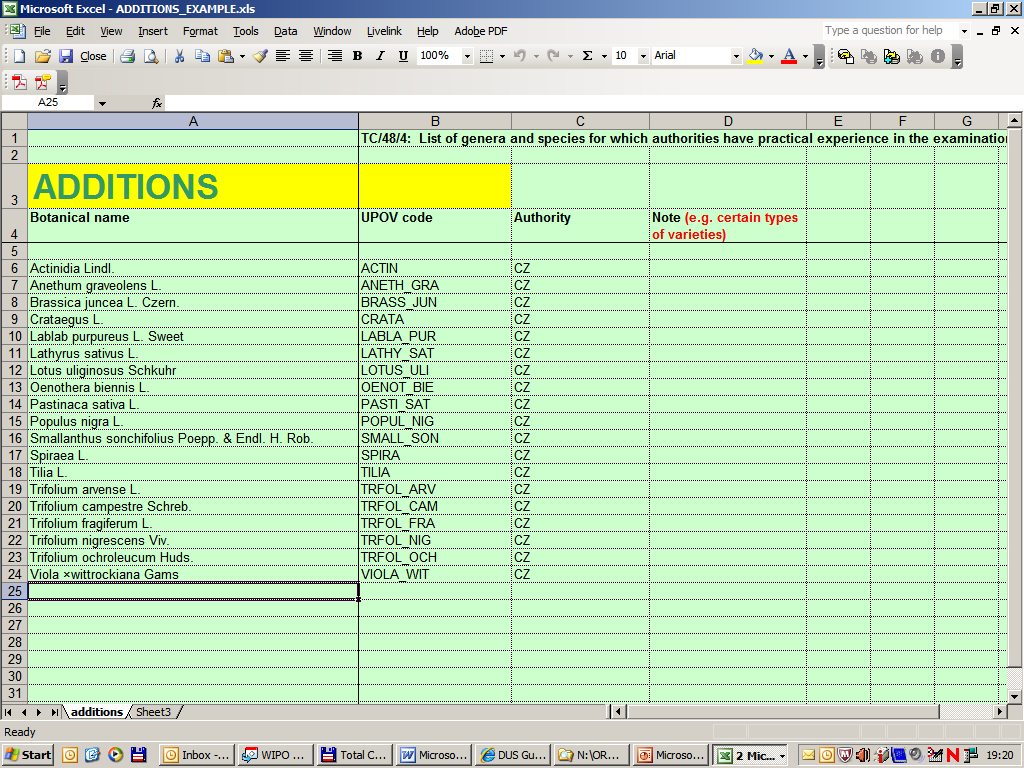 Microsoft Excel - ADDITIONS_EXAMPLE.xls
File Edit View Insert Format Tools Data Window Livelink Help Adobe PDF
Type a question for help
Close 100% Σ 10 Arial
B I U A
A25 fx
A B C D E F G
1 TC/48/4: List of genera and species for which authorities have practical experience in the examination
2
3 ADDITIONS
4 Botanical name UPOV code Authority Note (e.g. certain types
of varieties)
5
6 Actinidia Lindl. ACTIN CZ
7 Anethum graveolens L. ANETH_GRA CZ
8 Brassica juncea L. Czern. BRASS_JUN CZ
9 Crataegus L. CRATA CZ
10 Lablab purpureus L. Sweet LABLA_PUR CZ
11 Lathyrus sativus L. LATHY_SAT CZ
12 Lotus uliginosus Schkuhr LOTUS_ULI CZ
13 Oenothera biennis L. OENOT_BIE CZ
14 Pastinaca sativa L. PASTI_SAT CZ
15 Populus nigra L. POPUL_NIG CZ
16 Smallanthus sonchifolius Poepp. & Endl. H. Rob. SMALL_SON CZ
17 Spiraea L. SPIRA CZ
18 Tilia L. TILIA CZ
19 Trifolium arvense L. TRFOL_ARV CZ
20 Trifolium campestre Schreb. TRFOL_CAM CZ
21 Trifolium fragiferum L. TRFOL_FRA CZ
22 Trifolium nigrescens Viv. TRFOL_NIG CZ
23 Trifolium ochroleucum Huds. TRFOL_OCH CZ
24 Viola ×wittrockiana Gams VIOLA_WIT CZ
25
26
27
28
29
30
31
additions Sheet3
Ready
Start Inbox -... WIPO ... Total C... Microso... DUS Gu... N:\OR... Microso... 2 Mic... 19:20